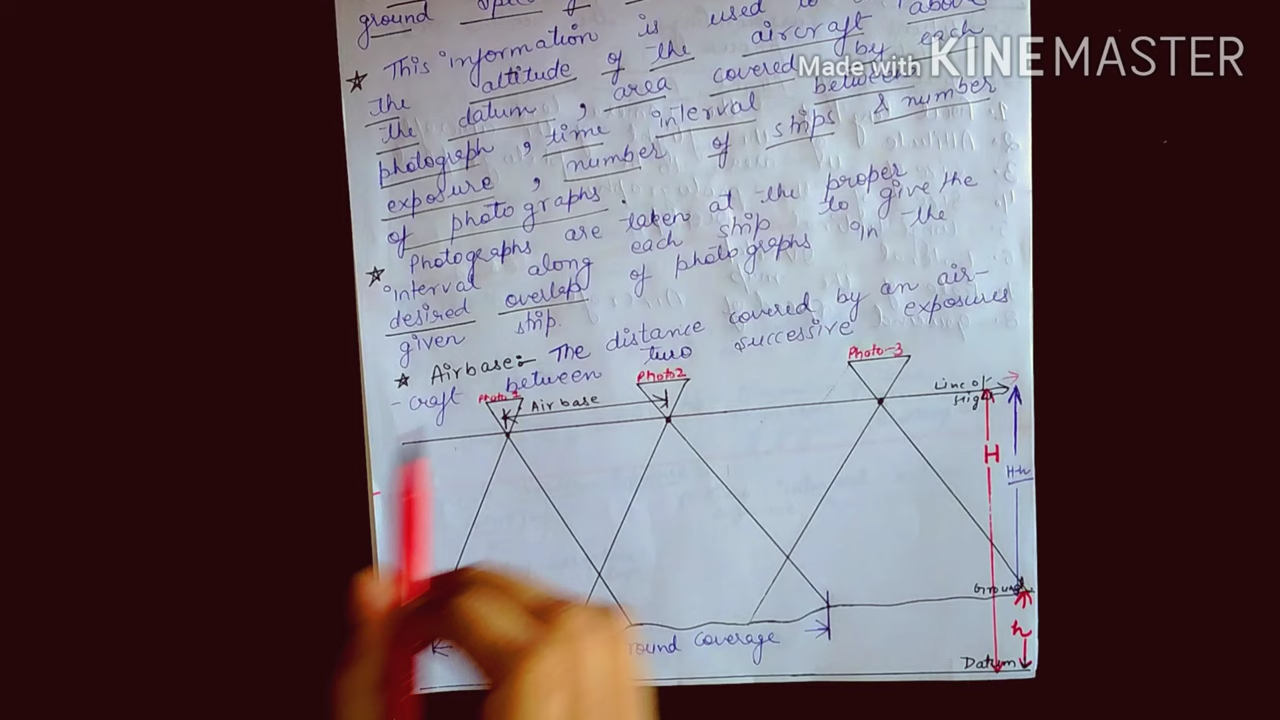 ground
This information is used to above
the altitude of the aircraft each
the datum, area covered by
photograph, time interval between
exposure, number of strips & number
of photographs.
Photographs are taken at the proper
interval along each strip to give the
desired overlap of photographs in the
given strip.
Airbase:- The distance covered by an air-
-craft between two successive exposures
Made with KINEMASTER
Photo-3
Photo 2
Photo
Air base
Line of
H
H-h
Ground
h
round Coverage
Datum